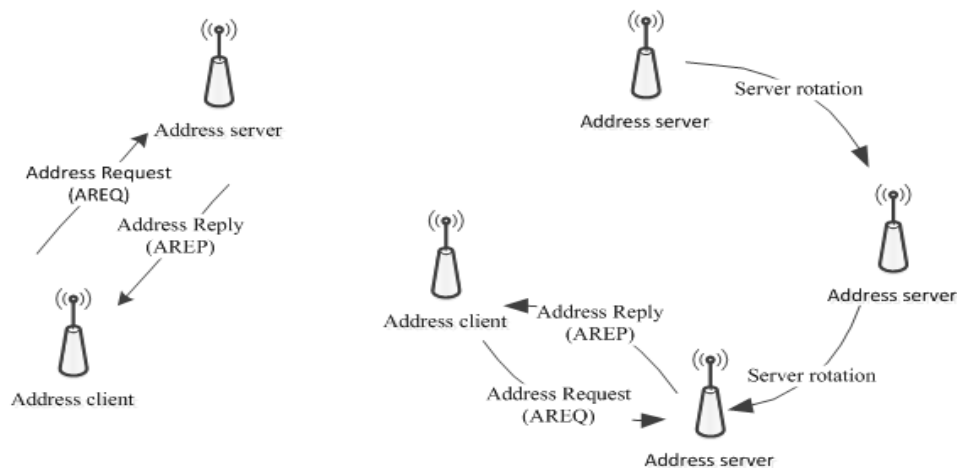 Address server
Address Request
(AREQ)
Address Reply
(AREP)
Address client
Address server
Server rotation
Address server
Address client
Address Reply
(AREP)
Address Request
(AREQ)
Server rotation
Address server